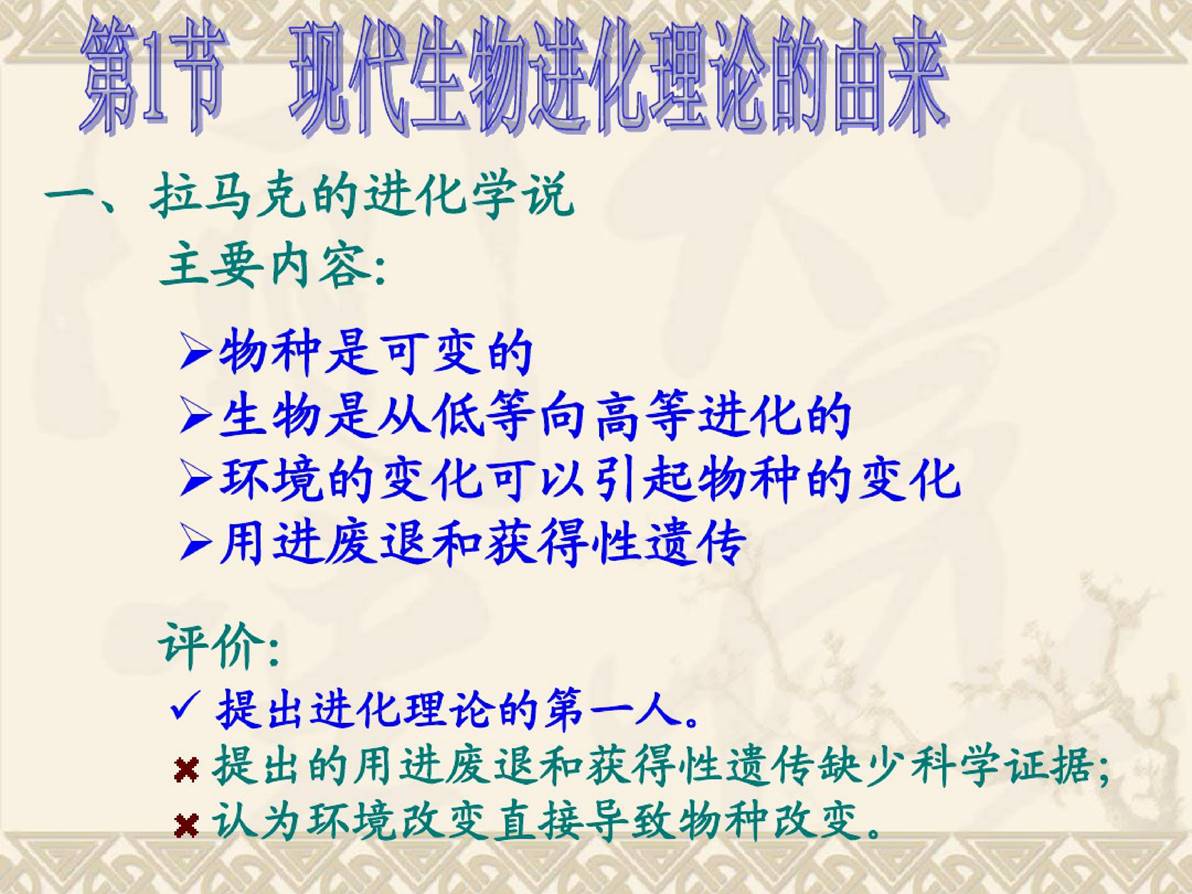 第1节 现代生物进化理论的由来
一、拉马克的进化学说
主要内容:
➢物种是可变的
➢生物是从低等向高等进化的
➢环境的变化可以引起物种的变化
➢用进废退和获得性遗传
评价:
✓ 提出进化理论的第一人。
✖ 提出的用进废退和获得性遗传缺少科学证据;
✖ 认为环境改变直接导致物种改变。